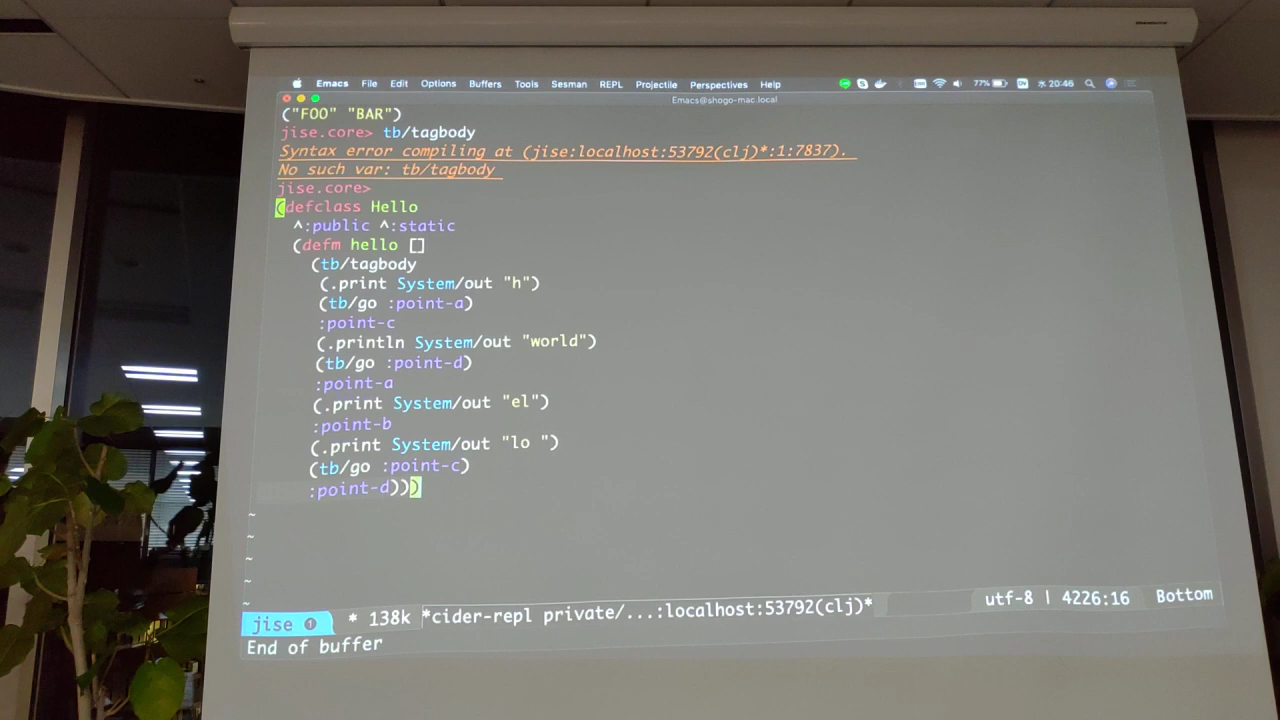 Emacs File Edit Options Buffers Tools Sesman REPL Projectile Perspectives Help 77% 水 20:46
Emacs@shogo-mac.local
("FOO" "BAR")
jise.core> tb/tagbody
Syntax error compiling at (jise:localhost:53792(clj)*:1:7837).
No such var: tb/tagbody
jise.core>
(defclass Hello
^:public ^:static
(defm hello []
(tb/tagbody
(.print System/out "h")
(tb/go :point-a)
:point-c
(.println System/out "world")
(tb/go :point-d)
:point-a
(.print System/out "el")
:point-b
(.print System/out "lo ")
(tb/go :point-c)
:point-d)))
~
~
~
~
~
jise 1 * 138k *cider-repl private/...:localhost:53792(clj)* utf-8 | 4226:16 Bottom
End of buffer